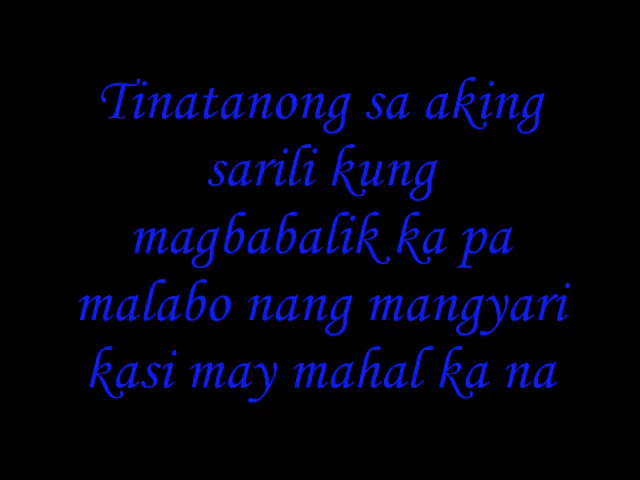 Tinatanong sa aking
sarili kung
magbabalik ka pa
malabo nang mangyari
kasi may mahal ka na